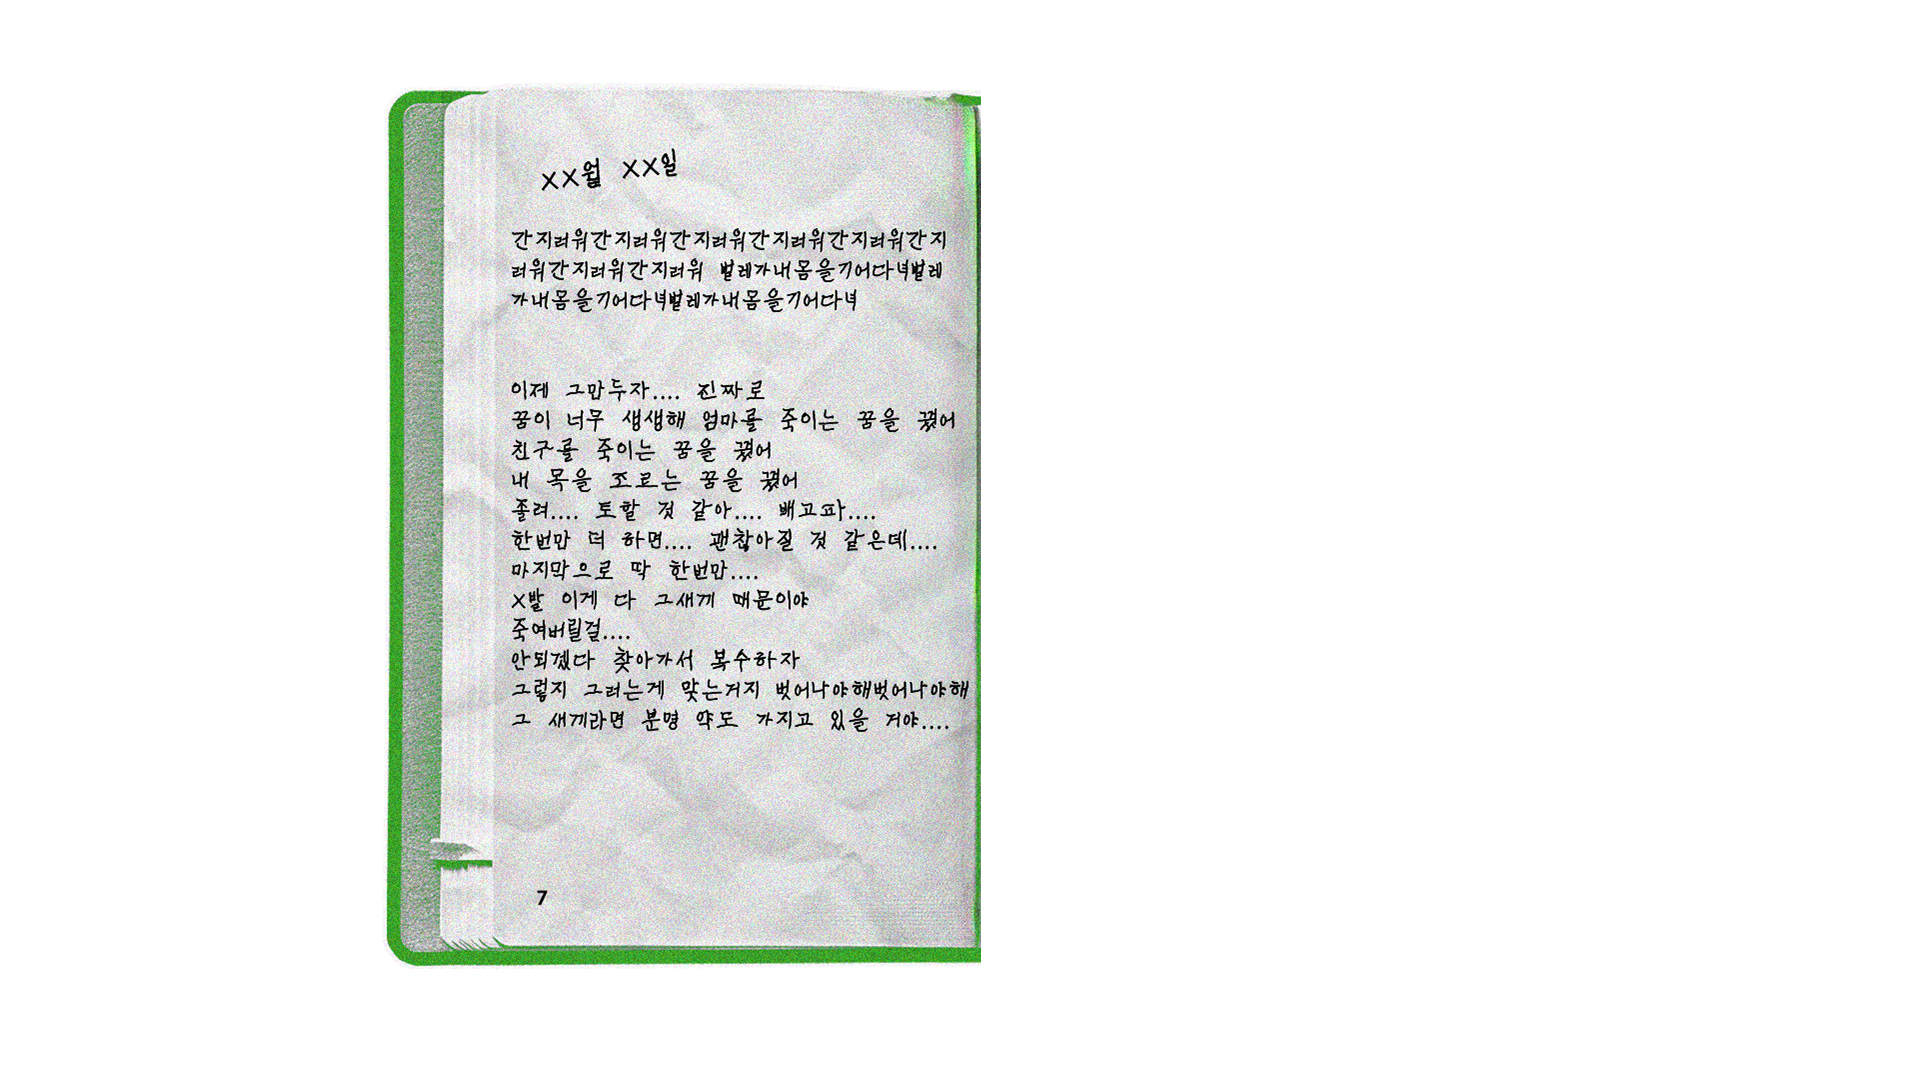 XX월 XX일
간지러워간지러워간지러워간지러워간지러워간지
러워간지러워간지러워 벌레가내몸을기어다녀벌레
가내몸을기어다녀벌레가내몸을기어다녀
이제 그만두자.... 진짜로
꿈이 너무 생생해 엄마를 죽이는 꿈을 꿨어
친구를 죽이는 꿈을 꿨어
내 목을 조르는 꿈을 꿨어
졸려.... 토할 것 같아.... 배고파....
한번만 더 하면.... 괜찮아질 것 같은데....
마지막으로 딱 한번만....
X발 이게 다 그새끼 때문이야
죽여버릴걸....
안되겠다 찾아가서 복수하자
그렇지 그러는게 맞는거지 벗어나야해벗어나야해
그 새끼라면 분명 약도 가지고 있을 거야....
7